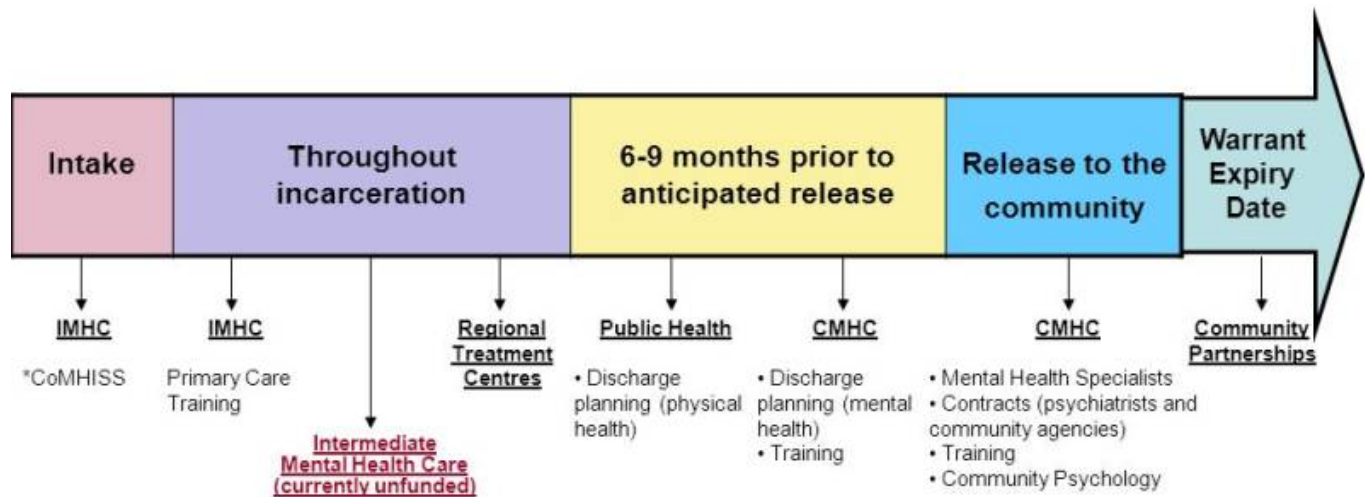 Intake
Throughout
incarceration
6-9 months prior to
anticipated release
Release to the
community
Warrant
Expiry
Date
IMHC
*CoMHISS
IMHC
Primary Care
Training
Intermediate
Mental Health Care
(currently unfunded)
Regional
Treatment
Centres
Public Health
• Discharge
planning (physical
health)
CMHC
• Discharge
planning (mental
health)
• Training
CMHC
• Mental Health Specialists
• Contracts (psychiatrists and
community agencies)
• Training
• Community Psychology
Community
Partnerships